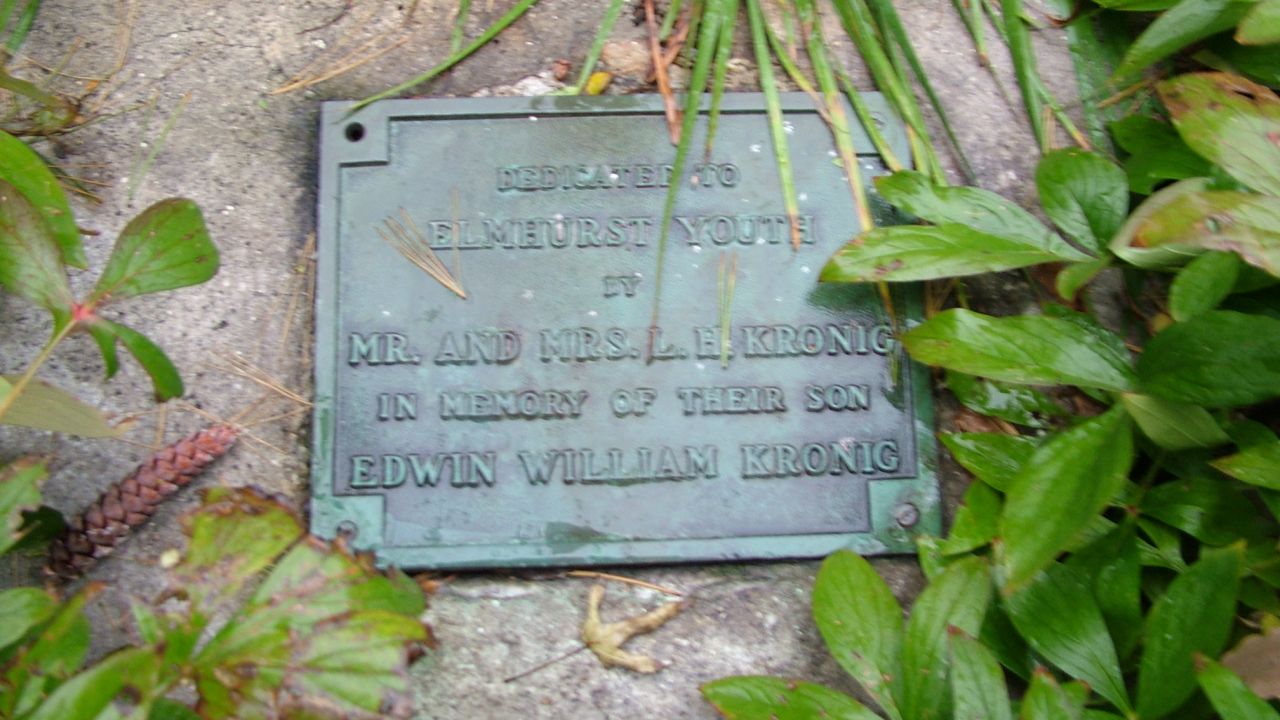 DEDICATED TO
ELMHURST YOUTH
BY
MR. AND MRS. L. H. KRONIG
IN MEMORY OF THEIR SON
EDWIN WILLIAM KRONIG